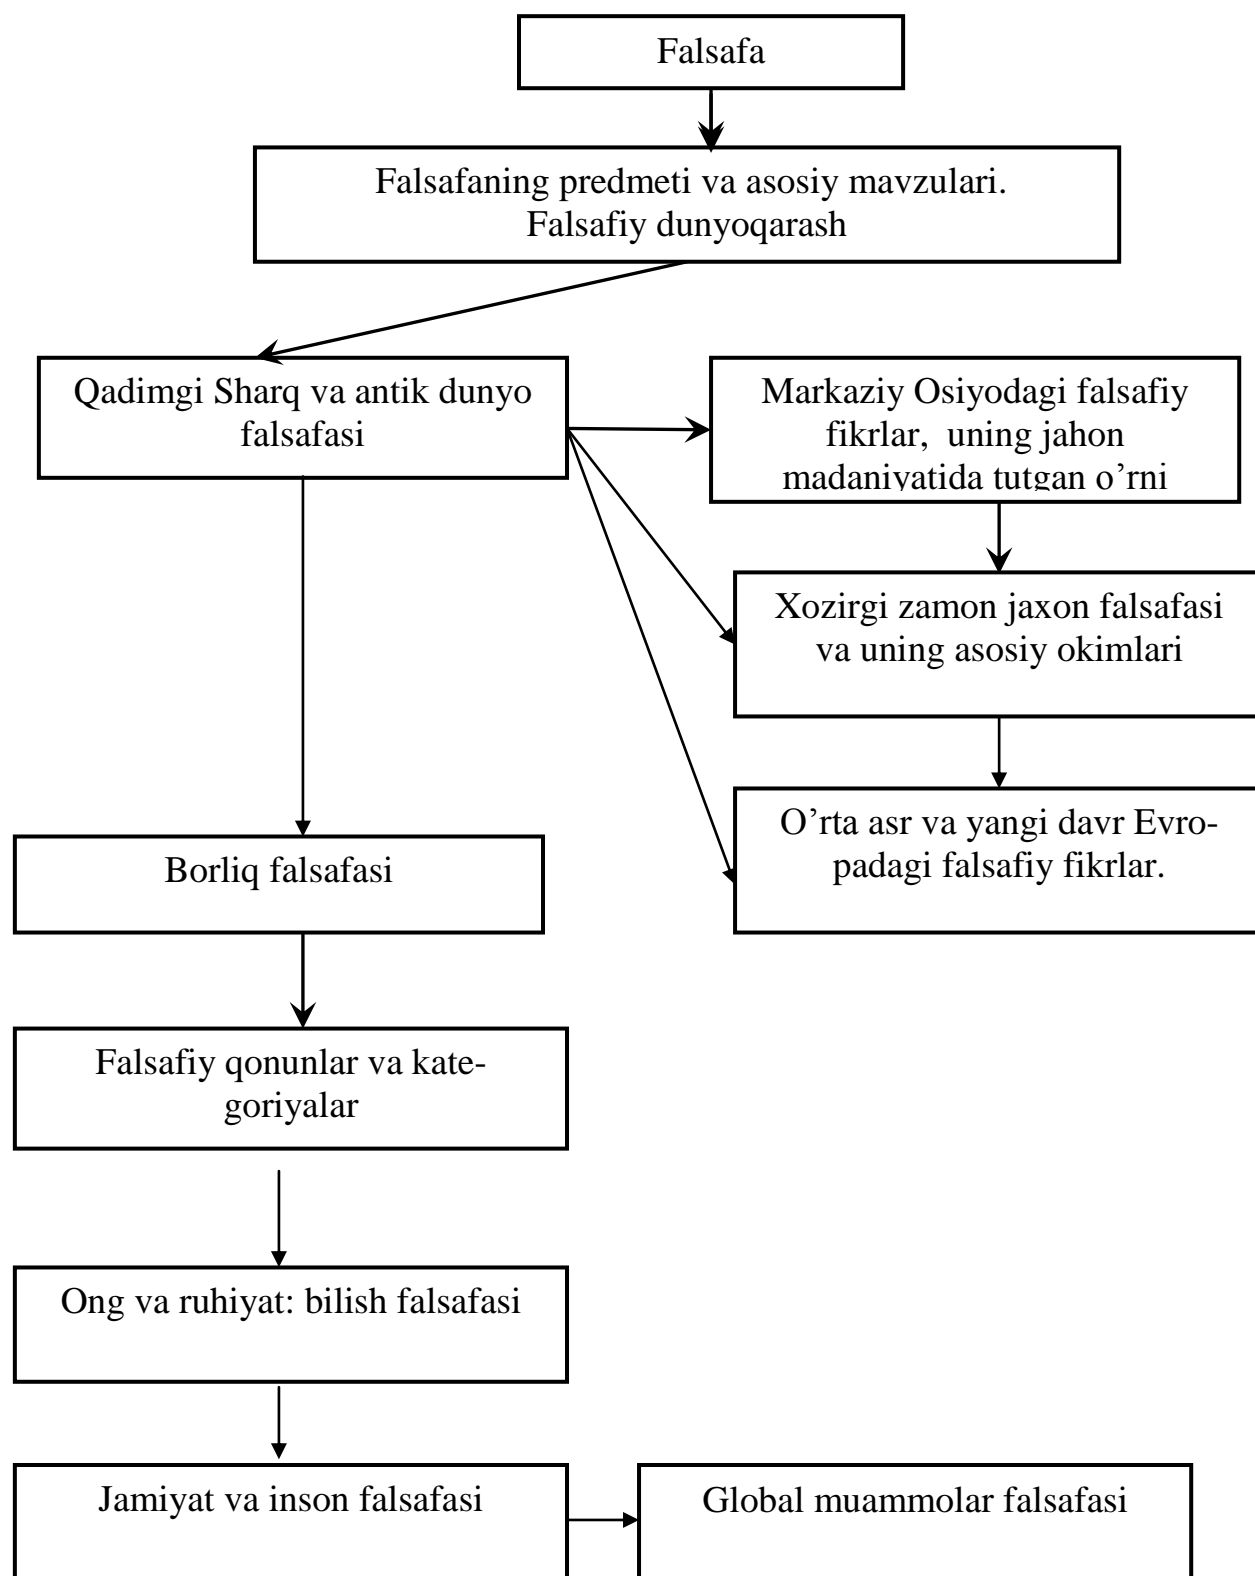 Falsafa
Falsafaning predmeti va asosiy mavzulari.
Falsafiy dunyoqarash
Qadimgi Sharq va antik dunyo
falsafasi
Markaziy Osiyodagi falsafiy
fikrlar, uning jahon
madaniyatida tutgan o’rni
Xozirgi zamon jaxon falsafasi
va uning asosiy okimlari
O’rta asr va yangi davr Evro-
padagi falsafiy fikrlar.
Borliq falsafasi
Falsafiy qonunlar va kate-
goriyalar
Ong va ruhiyat: bilish falsafasi
Jamiyat va inson falsafasi
Global muammolar falsafasi